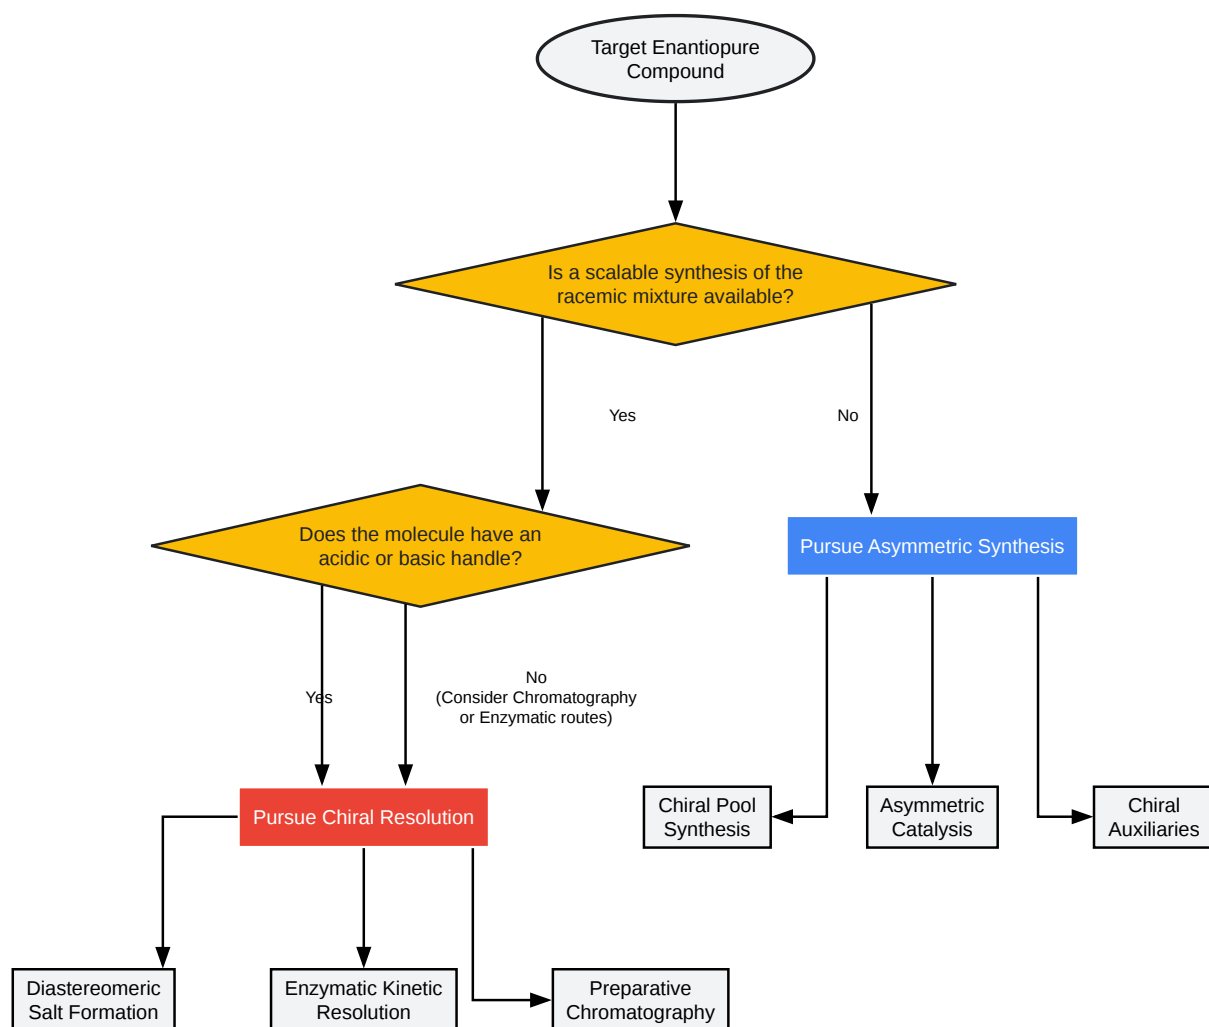 Target Enantiopure
Compound
Is a scalable synthesis of the
racemic mixture available?
Yes
No
Does the molecule have an
acidic or basic handle?
Pursue Asymmetric Synthesis
Yes
No
(Consider Chromatography
or Enzymatic routes)
Pursue Chiral Resolution
Chiral Pool
Synthesis
Asymmetric
Catalysis
Chiral
Auxiliaries
Diastereomeric
Salt Formation
Enzymatic Kinetic
Resolution
Preparative
Chromatography